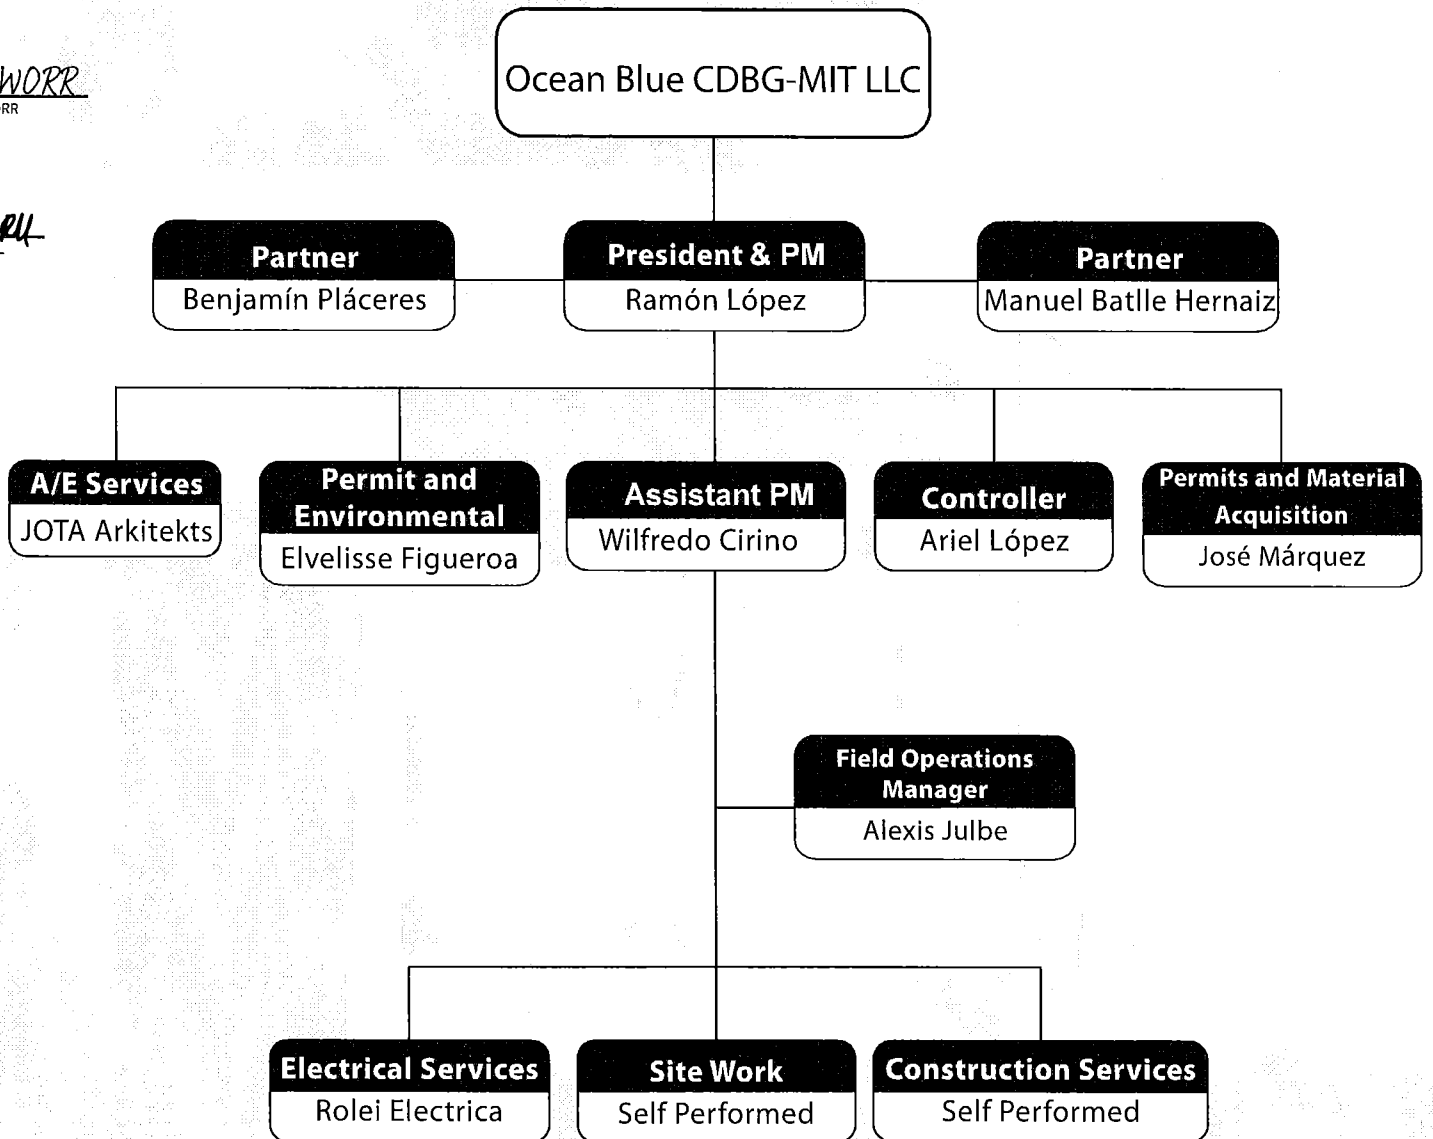 Ocean Blue CDBG-MIT LLC
WORR
RR
Partner
Benjamín Pláceres
President & PM
Ramón López
Partner
Manuel Batlle Hernaiz
A/E Services
JOTA Arkitekts
Permit and
Environmental
Elvelisse Figueroa
Assistant PM
Wilfredo Cirino
Controller
Ariel López
Permits and Material
Acquisition
José Márquez
Field Operations
Manager
Alexis Julbe
Electrical Services
Rolei Electrica
Site Work
Self Performed
Construction Services
Self Performed